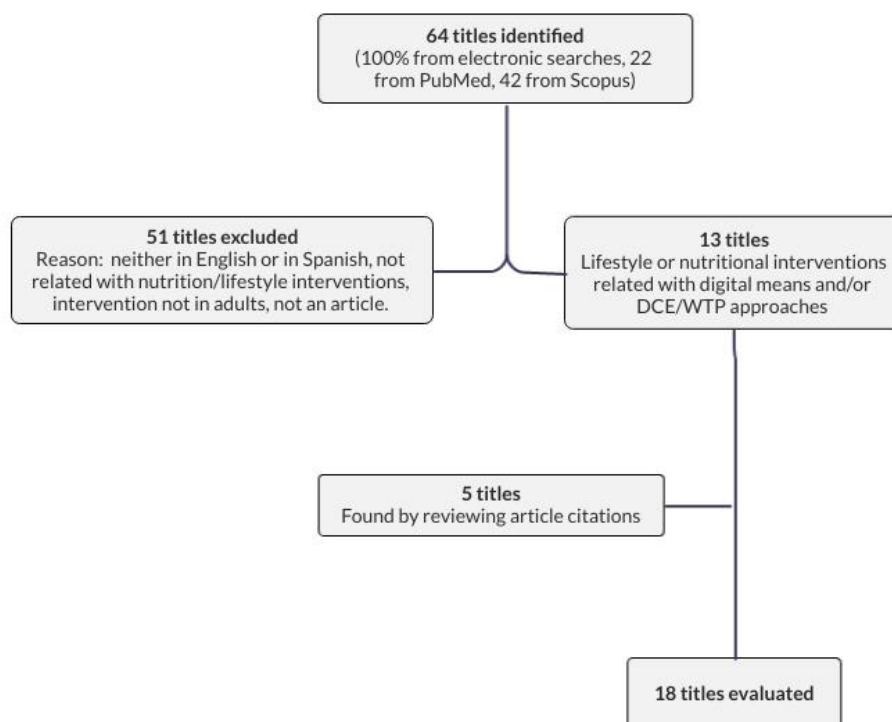 64 titles identified
(100% from electronic searches, 22
from PubMed, 42 from Scopus)
51 titles excluded
Reason: neither in English or in Spanish, not
related with nutrition/lifestyle interventions,
intervention not in adults, not an article.
13 titles
Lifestyle or nutritional interventions
related with digital means and/or
DCE/WTP approaches
5 titles
Found by reviewing article citations
18 titles evaluated